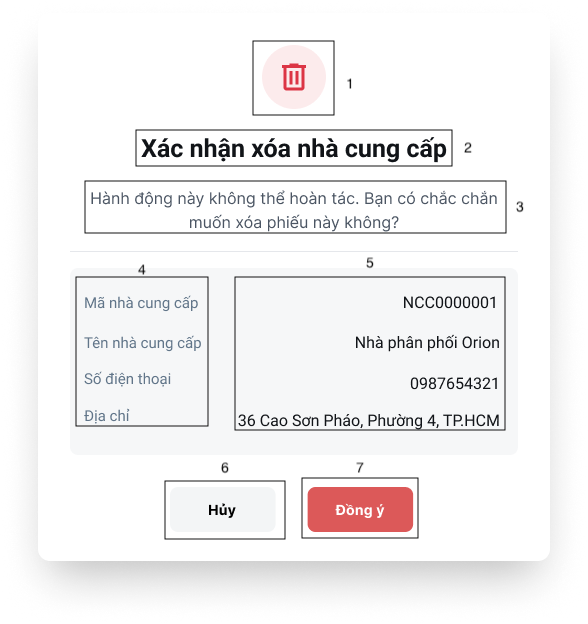 1
Xác nhận xóa nhà cung cấp 2
Hành động này không thể hoàn tác. Bạn có chắc chắn
muốn xóa phiếu này không?
3
4 5
Mã nhà cung cấp NCC0000001
Tên nhà cung cấp Nhà phân phối Orion
Số điện thoại 0987654321
Địa chỉ 36 Cao Sơn Pháo, Phường 4, TP.HCM
6 7
Hủy Đồng ý